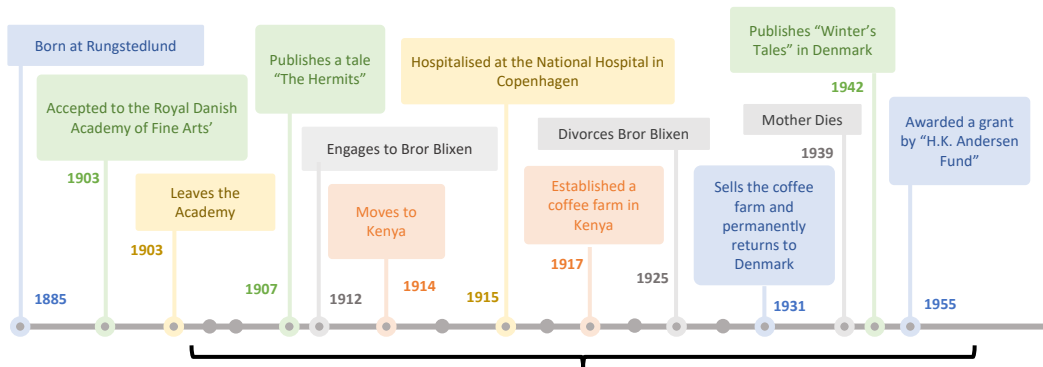 Born at Rungstedlund
1885
Accepted to the Royal Danish
Academy of Fine Arts’
1903
Leaves the
Academy
1903
Publishes a tale
“The Hermits”
1907
Engages to Bror Blixen
1912
Moves to
Kenya
1914
Hospitalised at the National Hospital in
Copenhagen
1915
Established a
coffee farm in
Kenya
1917
Divorces Bror Blixen
1925
Sells the coffee
farm and
permanently
returns to
Denmark
1931
Mother Dies
1939
Publishes “Winter’s
Tales” in Denmark
1942
Awarded a grant
by “H.K. Andersen
Fund”
1955